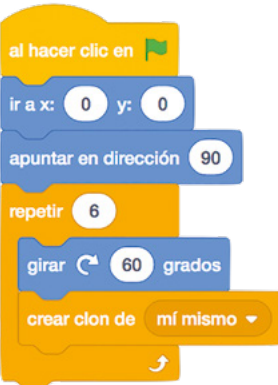 al hacer clic en
ir a x: 0 y: 0
apuntar en dirección 90
repetir 6
girar 60 grados
crear clon de mí mismo